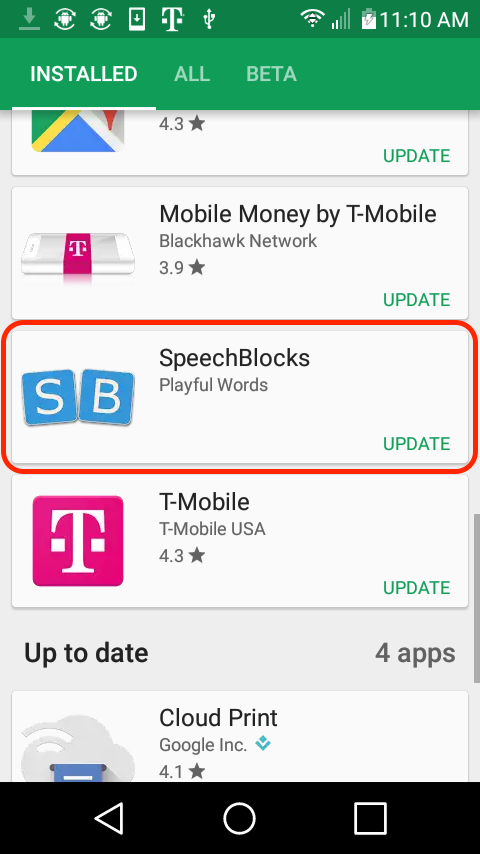 11:10 AM
INSTALLED ALL BETA
4.3 ★
UPDATE
Mobile Money by T-Mobile
Blackhawk Network
T
3.9 ★
UPDATE
SpeechBlocks
S B
Playful Words
UPDATE
T-Mobile
T-Mobile USA
T
4.3 ★
UPDATE
Up to date 4 apps
Cloud Print
Google Inc.
4.1 ★